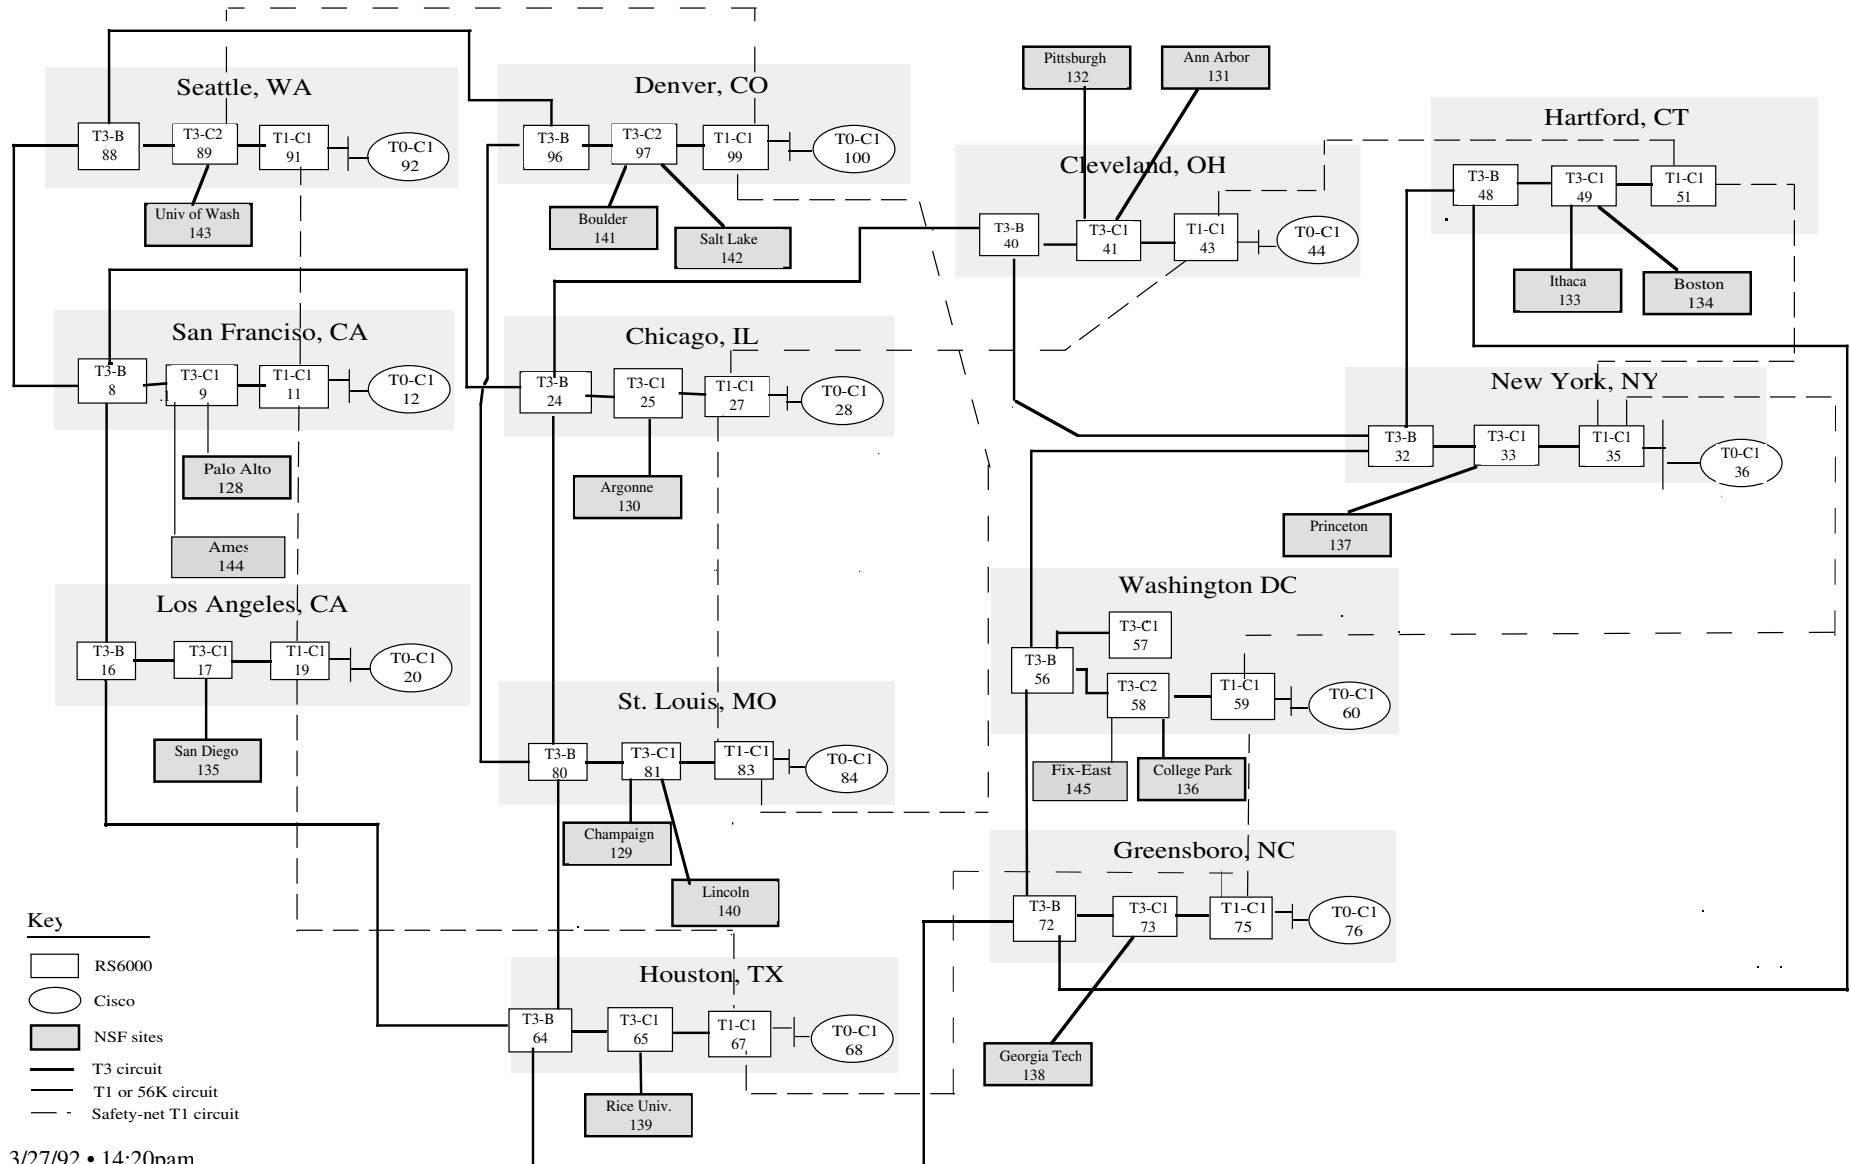 Seattle, WA
T3-B
88
T3-C2
89
T1-C1
91
T0-C1
92
Univ of Wash
143
Denver, CO
T3-B
96
T3-C2
97
T1-C1
99
T0-C1
100
Boulder
141
Salt Lake
142
Pittsburgh
132
Ann Arbor
131
Cleveland, OH
T3-B
40
T3-C1
41
T1-C1
43
T0-C1
44
Hartford, CT
T3-B
48
T3-C1
49
T1-C1
51
Ithaca
133
Boston
134
San Franciso, CA
T3-B
8
T3-C1
9
T1-C1
11
T0-C1
12
Palo Alto
128
Ames
144
Chicago, IL
T3-B
24
T3-C1
25
T1-C1
27
T0-C1
28
Argonne
130
New York, NY
T3-B
32
T3-C1
33
T1-C1
35
T0-C1
36
Princeton
137
Los Angeles, CA
T3-B
16
T3-C1
17
T1-C1
19
T0-C1
20
San Diego
135
St. Louis, MO
T3-B
80
T3-C1
81
T1-C1
83
T0-C1
84
Champaign
129
Lincoln
140
Washington DC
T3-C1
57
T3-B
56
T3-C2
58
T1-C1
59
T0-C1
60
Fix-East
145
College Park
136
Greensboro, NC
T3-B
72
T3-C1
73
T1-C1
75
T0-C1
76
Georgia Tech
138
Houston, TX
T3-B
64
T3-C1
65
T1-C1
67
T0-C1
68
Rice Univ.
139
Key
RS6000
Cisco
NSF sites
T3 circuit
T1 or 56K circuit
Safety-net T1 circuit
3/27/92 • 14:20pam